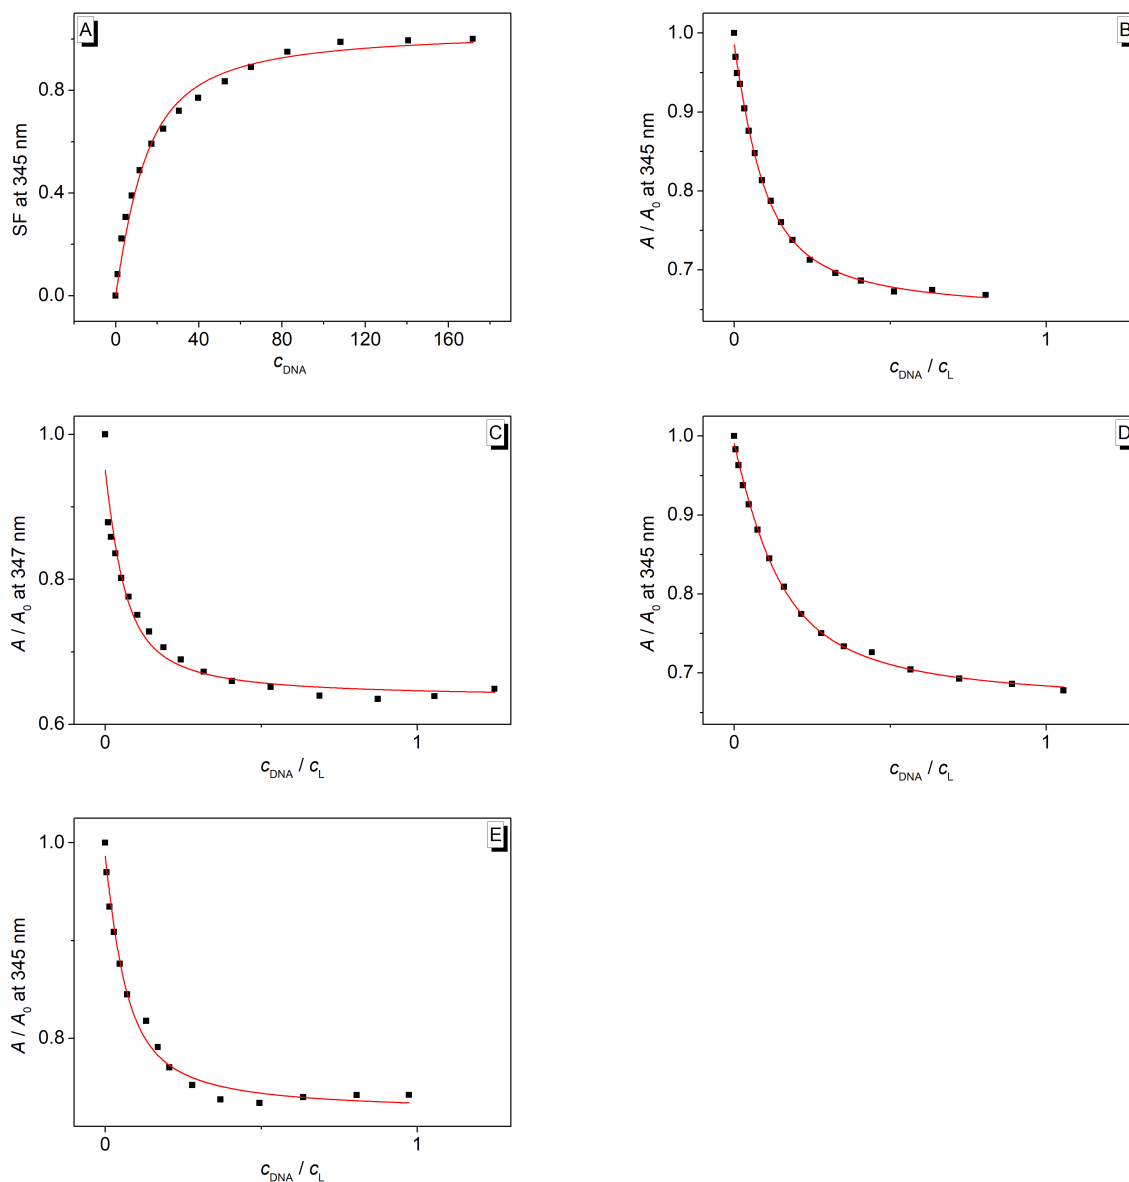 A
SF at 345 nm
0.8
0.4
0.0
0 40 80 120 160
cDNA
B
A / A0 at 345 nm
1.0
0.9
0.8
0.7
0 1
cDNA / cL
C
A / A0 at 347 nm
1.0
0.8
0.6
0 1
cDNA / cL
D
A / A0 at 345 nm
1.0
0.9
0.8
0.7
0 1
cDNA / cL
E
A / A0 at 345 nm
1.0
0.8
0 1
cDNA / cL